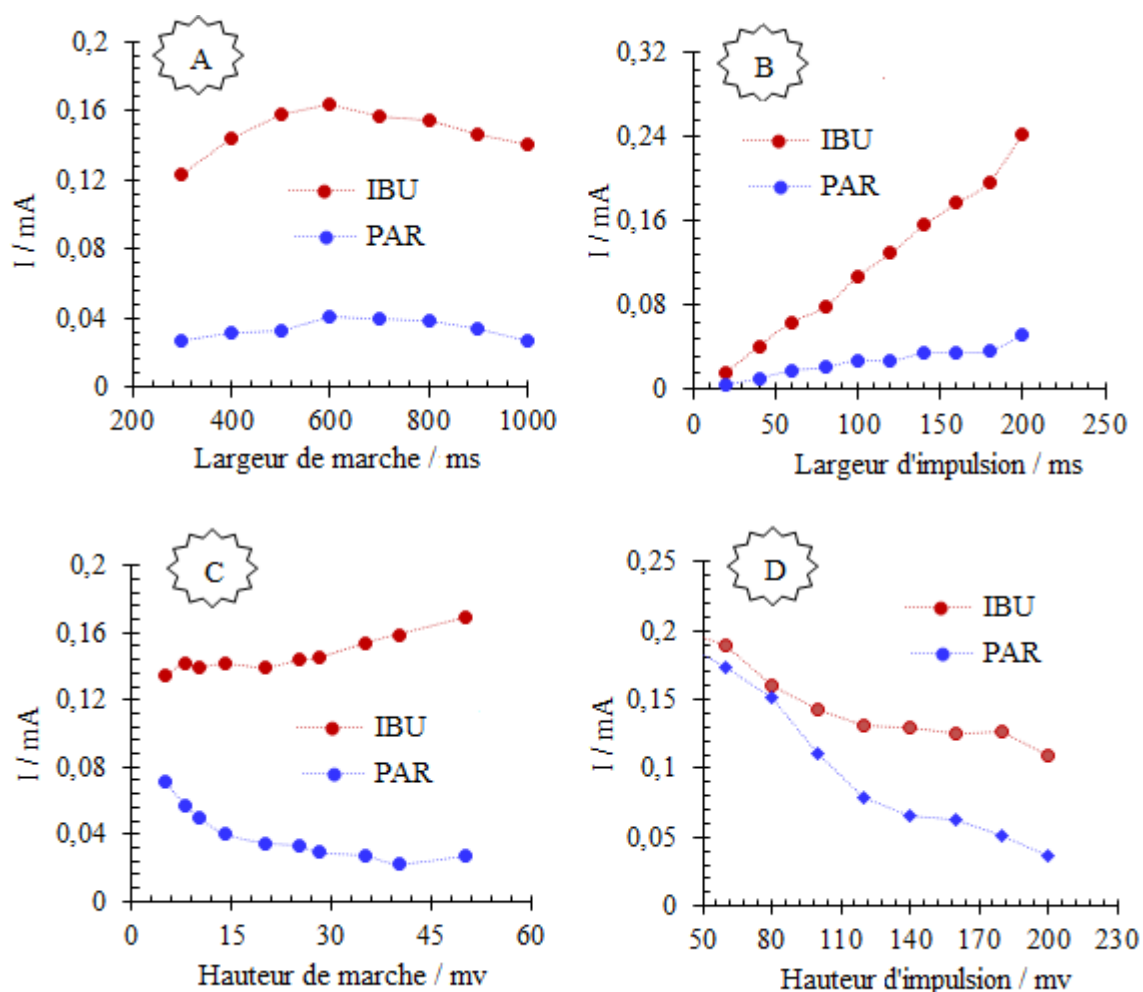 A
0,2
0,16
0,12
0,08
0,04
0
I / mA
IBU
PAR
200 400 600 800 1000
Largeur de marche / ms
B
0,32
0,24
0,16
0,08
0
I / mA
IBU
PAR
0 50 100 150 200 250
Largeur d'impulsion / ms
C
0,2
0,16
0,12
0,08
0,04
0
I / mA
IBU
PAR
0 15 30 45 60
Hauteur de marche / mv
D
0,25
0,2
0,15
0,1
0,05
0
I / mA
IBU
PAR
50 80 110 140 170 200 230
Hauteur d'impulsion / mv